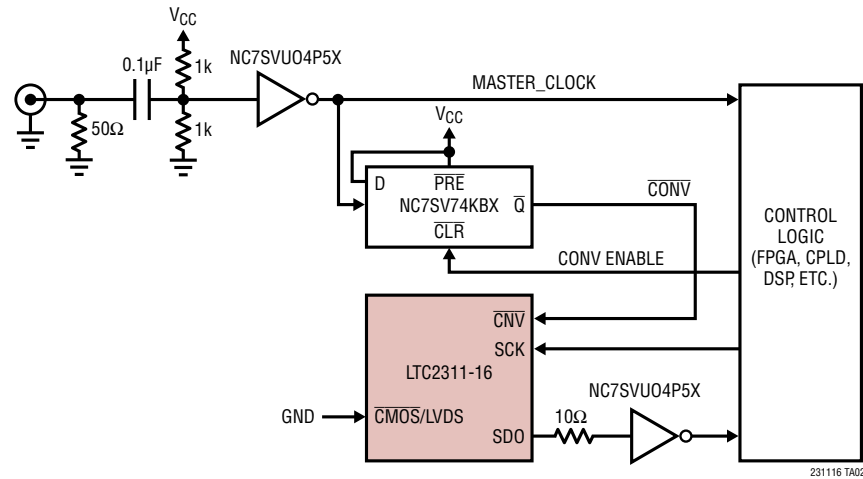 VCC
0.1µF
1k
NC7SVUO4P5X
MASTER_CLOCK
50Ω
1k
VCC
D
PRE
NC7SV74KBX
Q
CLR
CONV
CONV ENABLE
CONTROL
LOGIC
(FPGA, CPLD,
DSP, ETC.)
CNV
SCK
LTC2311-16
GND
CMOS/LVDS
SDO
10Ω
NC7SVUO4P5X
231116 TA02